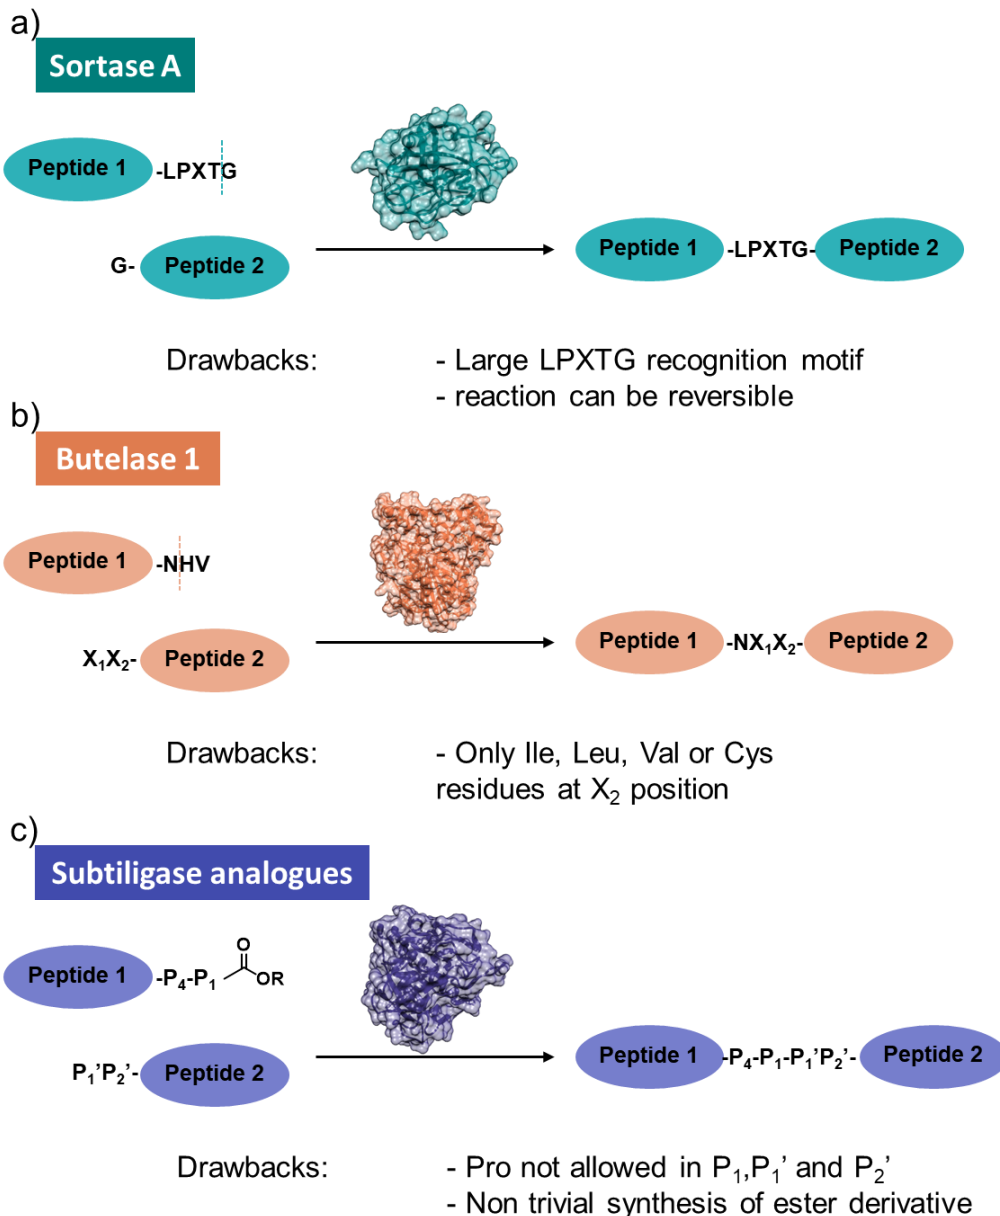 a)
Sortase A
Peptide 1 -LPXTG
G- Peptide 2
Peptide 1 -LPXTG- Peptide 2
Drawbacks: - Large LPXTG recognition motif
- reaction can be reversible
b)
Butelase 1
Peptide 1 -NHV
X₁X₂- Peptide 2
Peptide 1 -NX₁X₂- Peptide 2
Drawbacks: - Only Ile, Leu, Val or Cys
residues at X₂ position
c)
Subtiligase analogues
O
Peptide 1 -P₄-P₁ OR
P₁’P₂’- Peptide 2
Peptide 1 -P₄-P₁-P₁’P₂’- Peptide 2
Drawbacks: - Pro not allowed in P₁,P₁’ and P₂’
- Non trivial synthesis of ester derivative